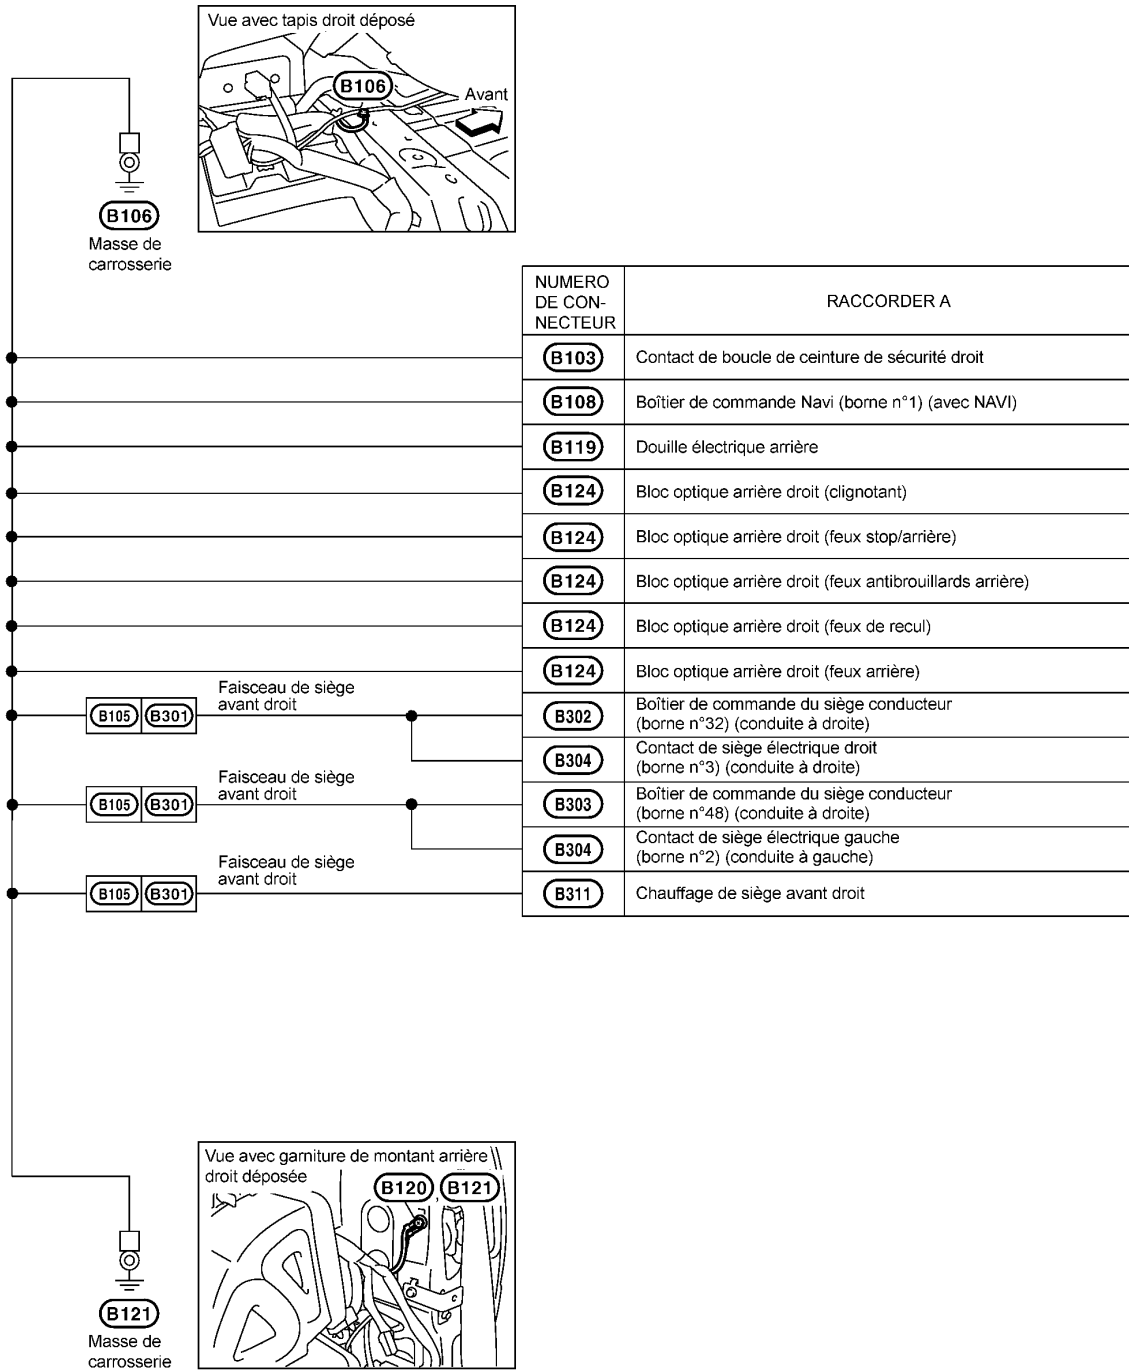 Vue avec tapis droit déposé
B106
Avant
B106
Masse de
carrosserie
NUMERO
DE CON-
NECTEUR
RACCORDER A
B103
Contact de boucle de ceinture de sécurité droit
B108
Boîtier de commande Navi (borne n°1) (avec NAVI)
B119
Douille électrique arrière
B124
Bloc optique arrière droit (clignotant)
B124
Bloc optique arrière droit (feux stop/arrière)
B124
Bloc optique arrière droit (feux antibrouillards arrière)
B124
Bloc optique arrière droit (feux de recul)
B124
Bloc optique arrière droit (feux arrière)
B105 B301
Faisceau de siège
avant droit
B302
Boîtier de commande du siège conducteur
(borne n°32) (conduite à droite)
B304
Contact de siège électrique droit
(borne n°3) (conduite à droite)
B105 B301
Faisceau de siège
avant droit
B303
Boîtier de commande du siège conducteur
(borne n°48) (conduite à droite)
B304
Contact de siège électrique gauche
(borne n°2) (conduite à gauche)
B105 B301
Faisceau de siège
avant droit
B311
Chauffage de siège avant droit
Vue avec garniture de montant arrière
droit déposée
B120, B121
B121
Masse de
carrosserie